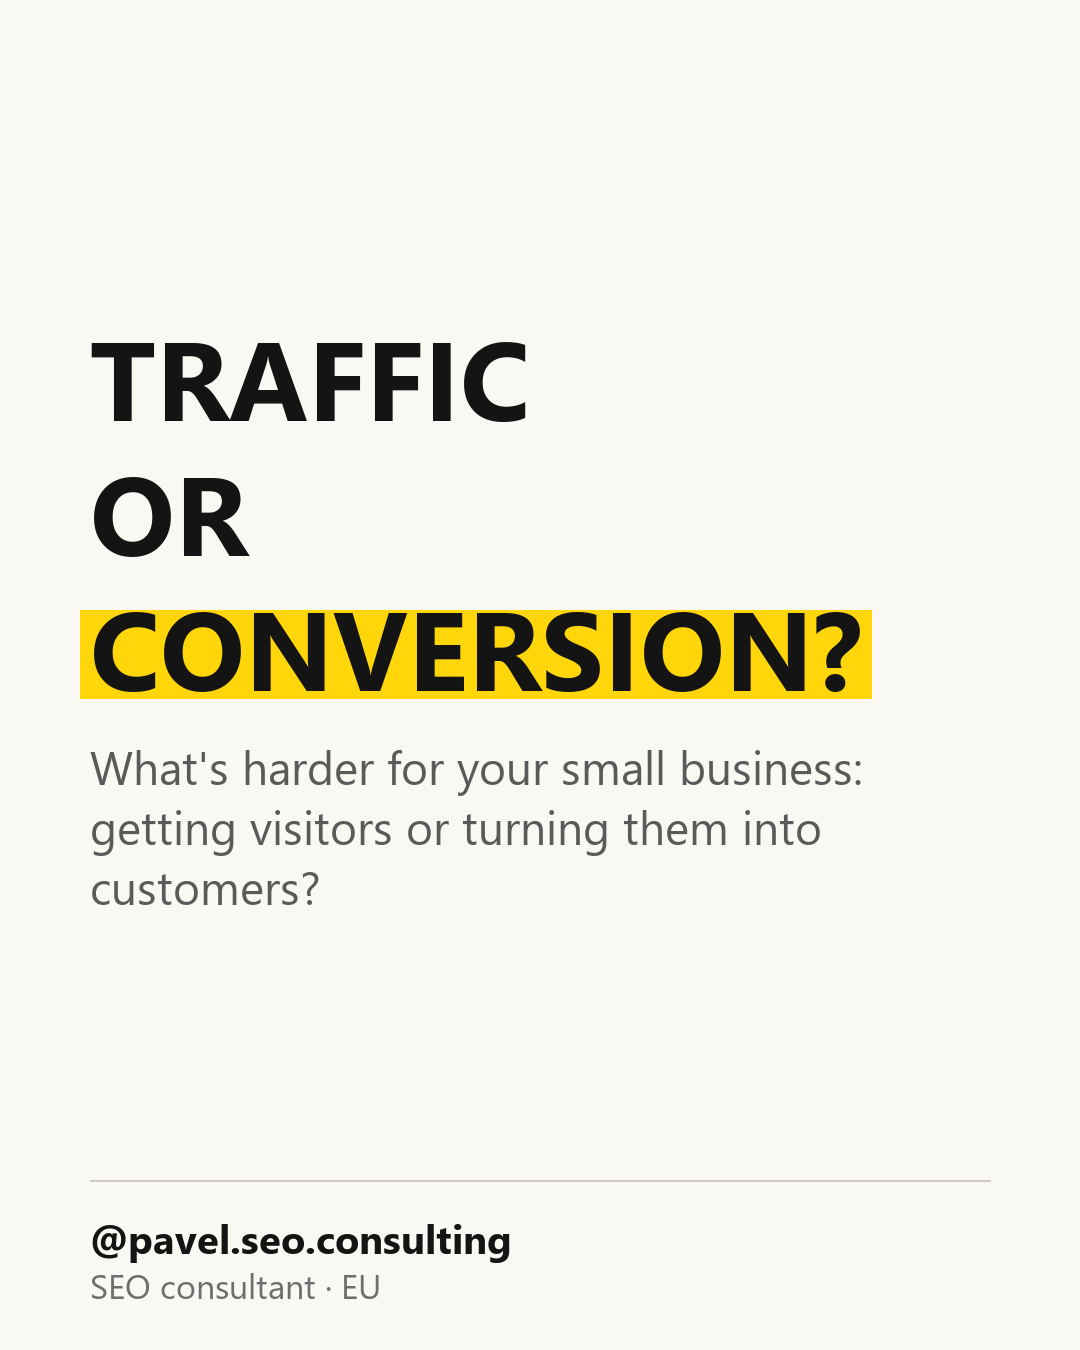 TRAFFIC
OR
CONVERSION?
What's harder for your small business:
getting visitors or turning them into
customers?
@pavel.seo.consulting
SEO consultant · EU